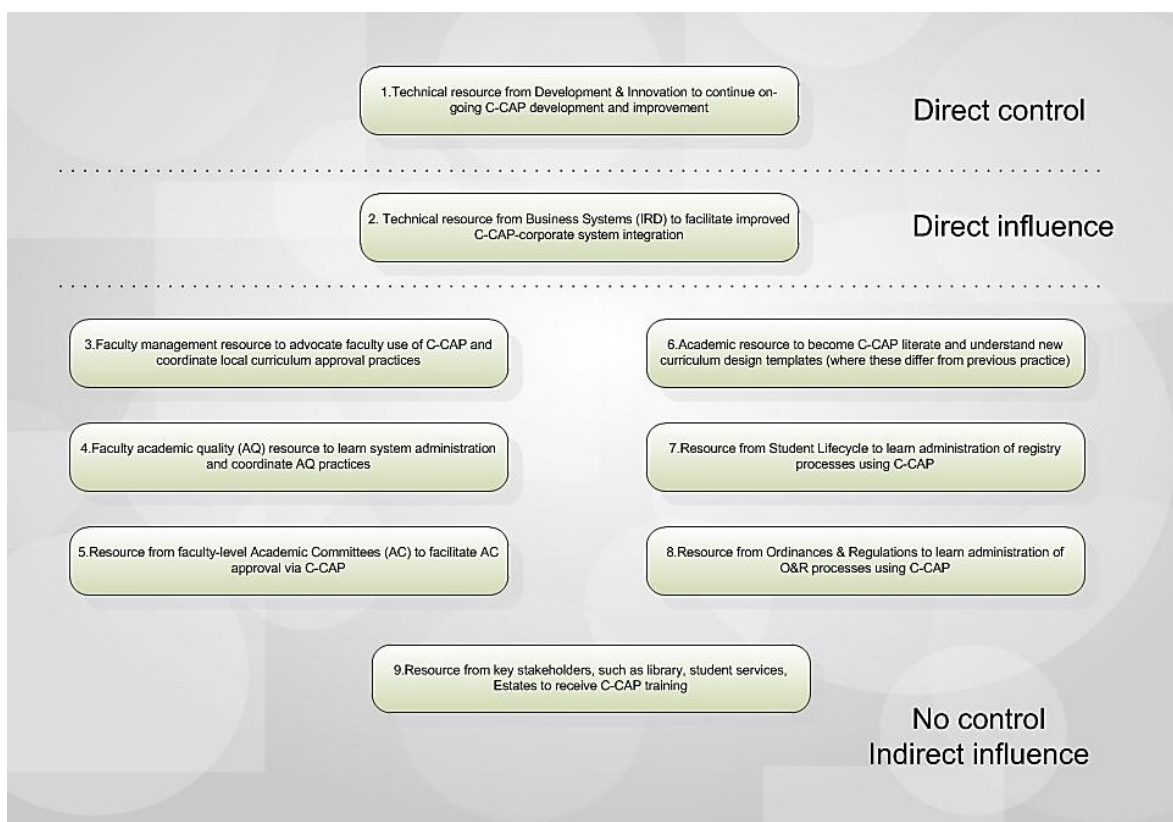 1.Technical resource from Development & Innovation to continue on-
going C-CAP development and improvement
Direct control
2. Technical resource from Business Systems (IRD) to facilitate improved
C-CAP-corporate system integration
Direct influence
3.Faculty management resource to advocate faculty use of C-CAP and
coordinate local curriculum approval practices
4.Faculty academic quality (AQ) resource to learn system administration
and coordinate AQ practices
5.Resource from faculty-level Academic Committees (AC) to facilitate AC
approval via C-CAP
6.Academic resource to become C-CAP literate and understand new
curriculum design templates (where these differ from previous practice)
7.Resource from Student Lifecycle to learn administration of registry
processes using C-CAP
8.Resource from Ordinances & Regulations to learn administration of
O&R processes using C-CAP
9.Resource from key stakeholders, such as library, student services,
Estates to receive C-CAP training
No control
Indirect influence